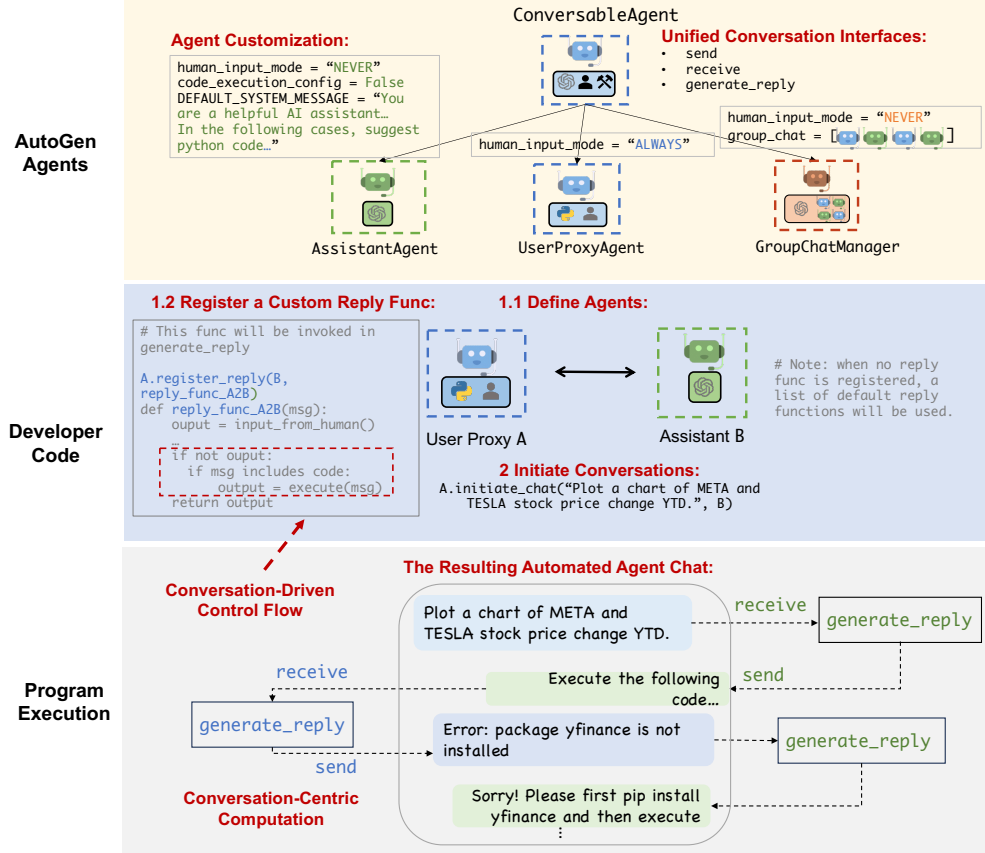 ConversableAgent
Agent Customization:
human_input_mode = “NEVER”
code_execution_config = False
DEFAULT_SYSTEM_MESSAGE = “You
are a helpful AI assistant…
In the following cases, suggest
python code…”
Unified Conversation Interfaces:
• send
• receive
• generate_reply
AutoGen
Agents
human_input_mode = “ALWAYS”
human_input_mode = “NEVER”
group_chat = [ ]
AssistantAgent
UserProxyAgent
GroupChatManager
Developer
Code
1.2 Register a Custom Reply Func:
# This func will be invoked in
generate_reply
A.register_reply(B,
reply_func_A2B)
def reply_func_A2B(msg):
ouput = input_from_human()
…
if not ouput:
if msg includes code:
output = execute(msg)
return output
1.1 Define Agents:
User Proxy A
Assistant B
# Note: when no reply
func is registered, a
list of default reply
functions will be used.
2 Initiate Conversations:
A.initiate_chat(“Plot a chart of META and
TESLA stock price change YTD.”, B)
Program
Execution
Conversation-Driven
Control Flow
The Resulting Automated Agent Chat:
Plot a chart of META and
TESLA stock price change YTD.
receive
generate_reply
send
Execute the following
code…
receive
generate_reply
send
Error: package yfinance is not
installed
generate_reply
Sorry! Please first pip install
yfinance and then execute
⋮
Conversation-Centric
Computation